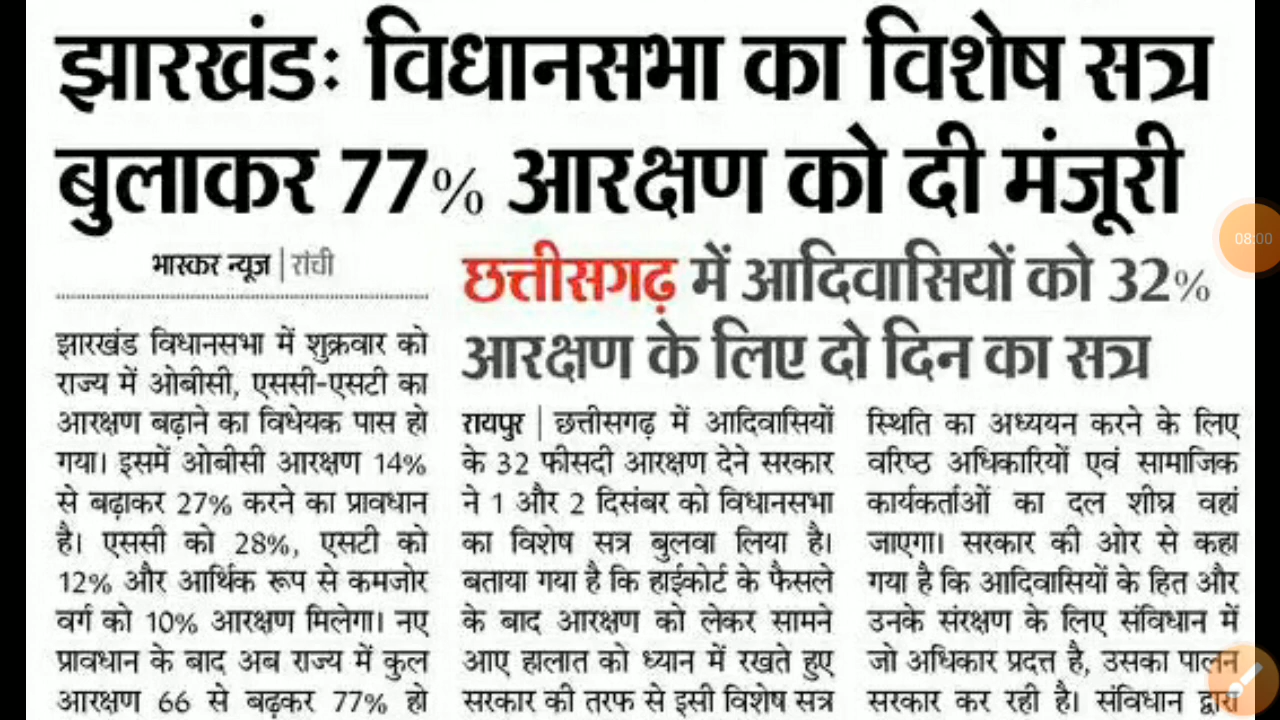 झारखंडः विधानसभा का विशेष सत्र
बुलाकर 77% आरक्षण को दी मंजूरी
भास्कर न्यूज | रांची
झारखंड विधानसभा में शुक्रवार को
राज्य में ओबीसी, एससी-एसटी का
आरक्षण बढ़ाने का विधेयक पास हो
गया। इसमें ओबीसी आरक्षण 14%
से बढ़ाकर 27% करने का प्रावधान
है। एससी को 28%, एसटी को
12% और आर्थिक रूप से कमजोर
वर्ग को 10% आरक्षण मिलेगा। नए
प्रावधान के बाद अब राज्य में कुल
आरक्षण 66 से बढ़कर 77% हो
छत्तीसगढ़ में आदिवासियों को 32%
आरक्षण के लिए दो दिन का सत्र
रायपुर | छत्तीसगढ़ में आदिवासियों
के 32 फीसदी आरक्षण देने सरकार
ने 1 और 2 दिसंबर को विधानसभा
का विशेष सत्र बुलवा लिया है।
बताया गया है कि हाईकोर्ट के फैसले
के बाद आरक्षण को लेकर सामने
आए हालात को ध्यान में रखते हुए
सरकार की तरफ से इसी विशेष सत्र
स्थिति का अध्ययन करने के लिए
वरिष्ठ अधिकारियों एवं सामाजिक
कार्यकर्ताओं का दल शीघ्र वहां
जाएगा। सरकार की ओर से कहा
गया है कि आदिवासियों के हित और
उनके संरक्षण के लिए संविधान में
जो अधिकार प्रदत्त है, उसका पालन
सरकार कर रही है। संविधान द्वारा
08:00